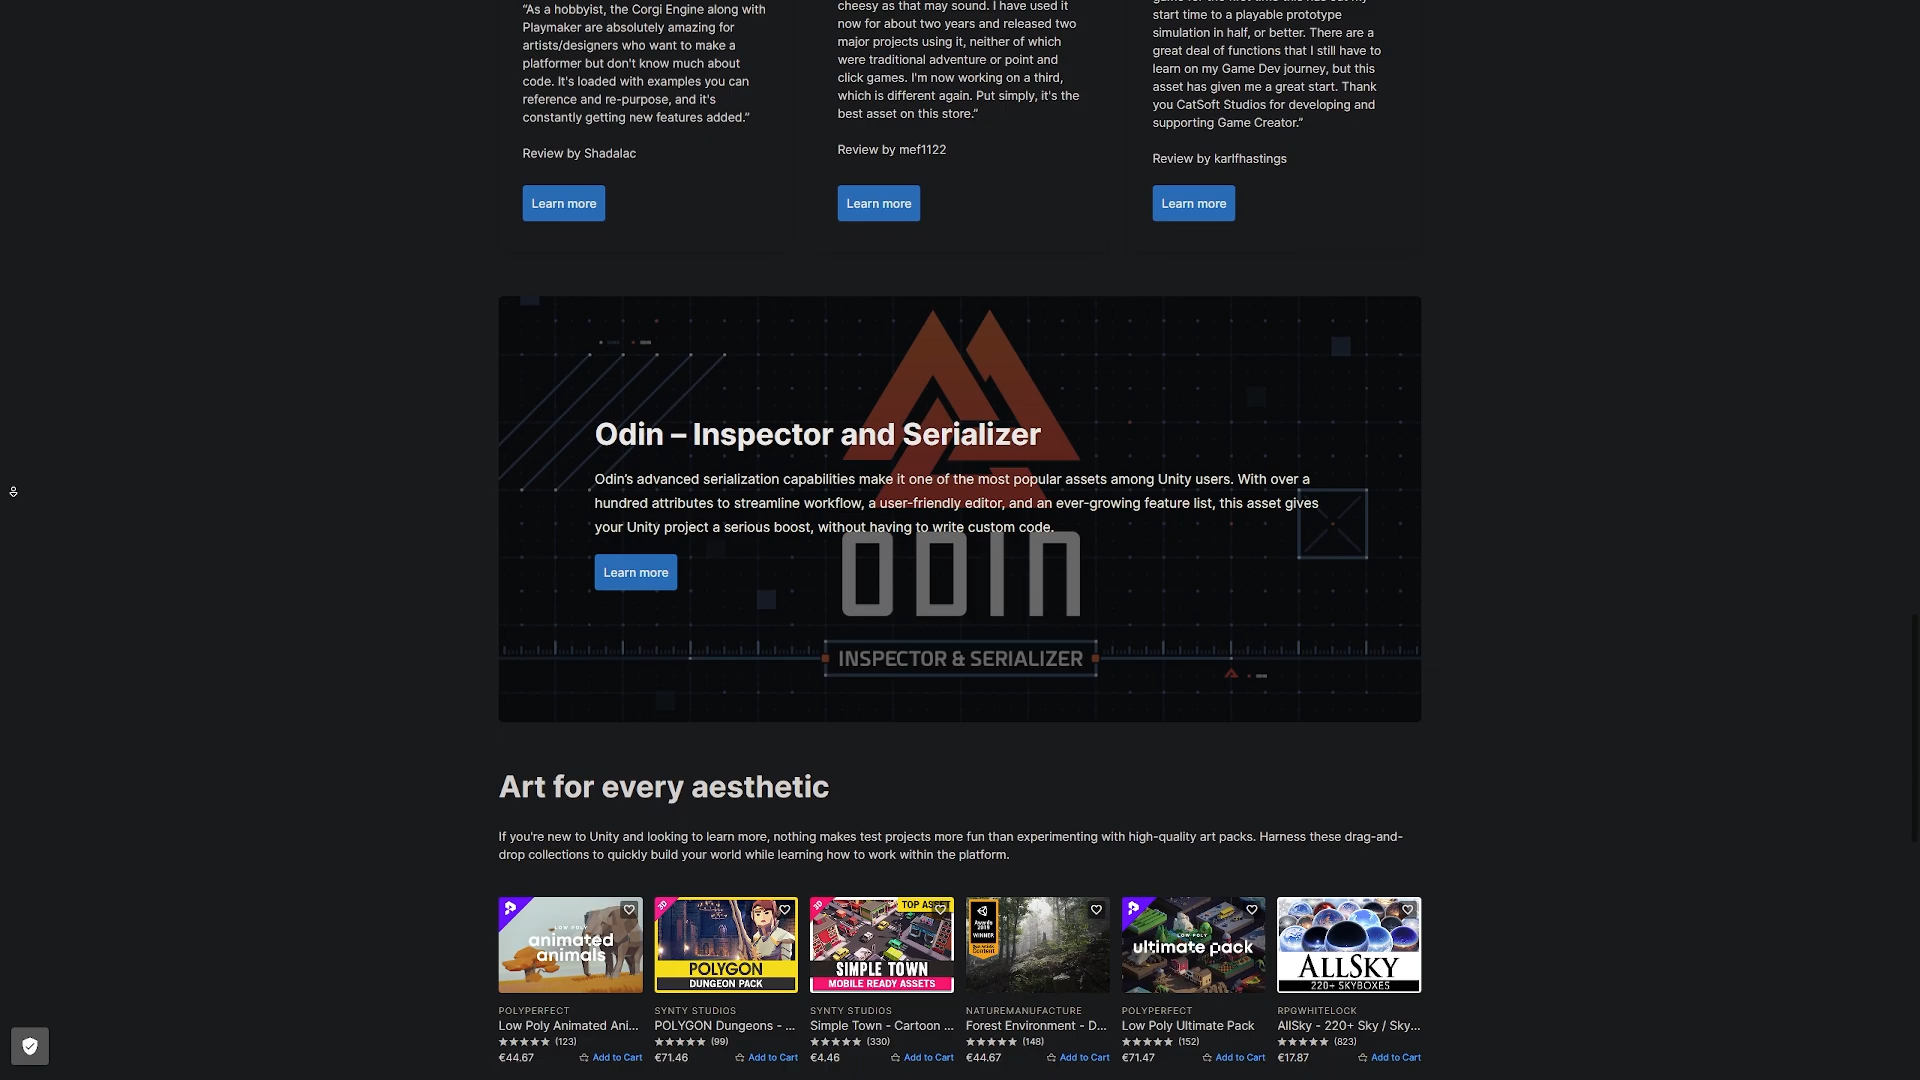 “As a hobbyist, the Corgi Engine along with
Playmaker are absolutely amazing for
artists/designers who want to make a
platformer but don't know much about
code. It's loaded with examples you can
reference and re-purpose, and it's
constantly getting new features added.”
Review by Shadalac
Learn more
cheesy as that may sound. I have used it
now for about two years and released two
major projects using it, neither of which
were traditional adventure or point and
click games. I'm now working on a third,
which is different again. Put simply, it's the
best asset on this store.”
Review by mef1122
Learn more
start time to a playable prototype
simulation in half, or better. There are a
great deal of functions that I still have to
learn on my Game Dev journey, but this
asset has given me a great start. Thank
you CatSoft Studios for developing and
supporting Game Creator.”
Review by karlfhastings
Learn more
Odin – Inspector and Serializer
Odin’s advanced serialization capabilities make it one of the most popular assets among Unity users. With over a
hundred attributes to streamline workflow, a user-friendly editor, and an ever-growing feature list, this asset gives
your Unity project a serious boost, without having to write custom code.
Learn more
ODIN
INSPECTOR & SERIALIZER
Art for every aesthetic
If you're new to Unity and looking to learn more, nothing makes test projects more fun than experimenting with high-quality art packs. Harness these drag-and-
drop collections to quickly build your world while learning how to work within the platform.
LOW POLY
animated
animals
POLYPERFECT
Low Poly Animated Ani...
(123)
€44.67
Add to Cart
3D
POLYGON
DUNGEON PACK
SYNTY STUDIOS
POLYGON Dungeons - ...
(99)
€71.46
Add to Cart
3D
TOP ASSET
SIMPLE TOWN
MOBILE READY ASSETS
SYNTY STUDIOS
Simple Town - Cartoon ...
(330)
€4.46
Add to Cart
Awards
2019
WINNER
Best Artistic
Content
NATUREMANUFACTURE
Forest Environment - D...
(148)
€44.67
Add to Cart
LOW POLY
ultimate pack
POLYPERFECT
Low Poly Ultimate Pack
(152)
€71.47
Add to Cart
ALLSKY
220+ SKYBOXES
RPGWHITELOCK
AllSky - 220+ Sky / Sky...
(823)
€17.87
Add to Cart